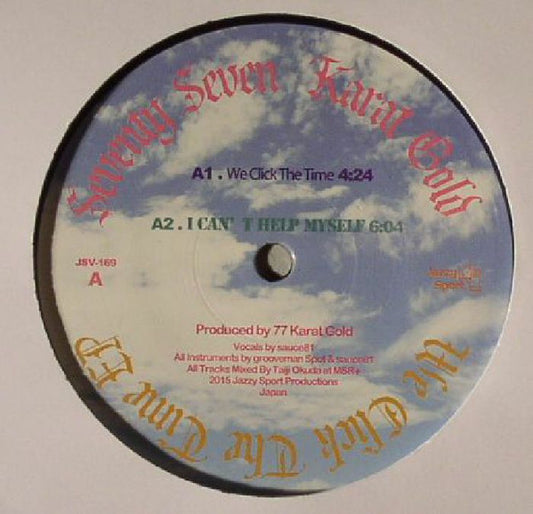 Seventy Seven Karat Gold
A1 . We Click The Time 4:24
A2 . I CAN' T HELP MYSELF 6:04
JSV-169
A
Jazzy
Sport
Produced by 77 Karat Gold
Vocals by sauce81
All Instruments by grooveman Spot & sauce81
All Tracks Mixed By Taiji Okuda at MSR+
2015 Jazzy Sport Productions
Japan
We Click The Time EP